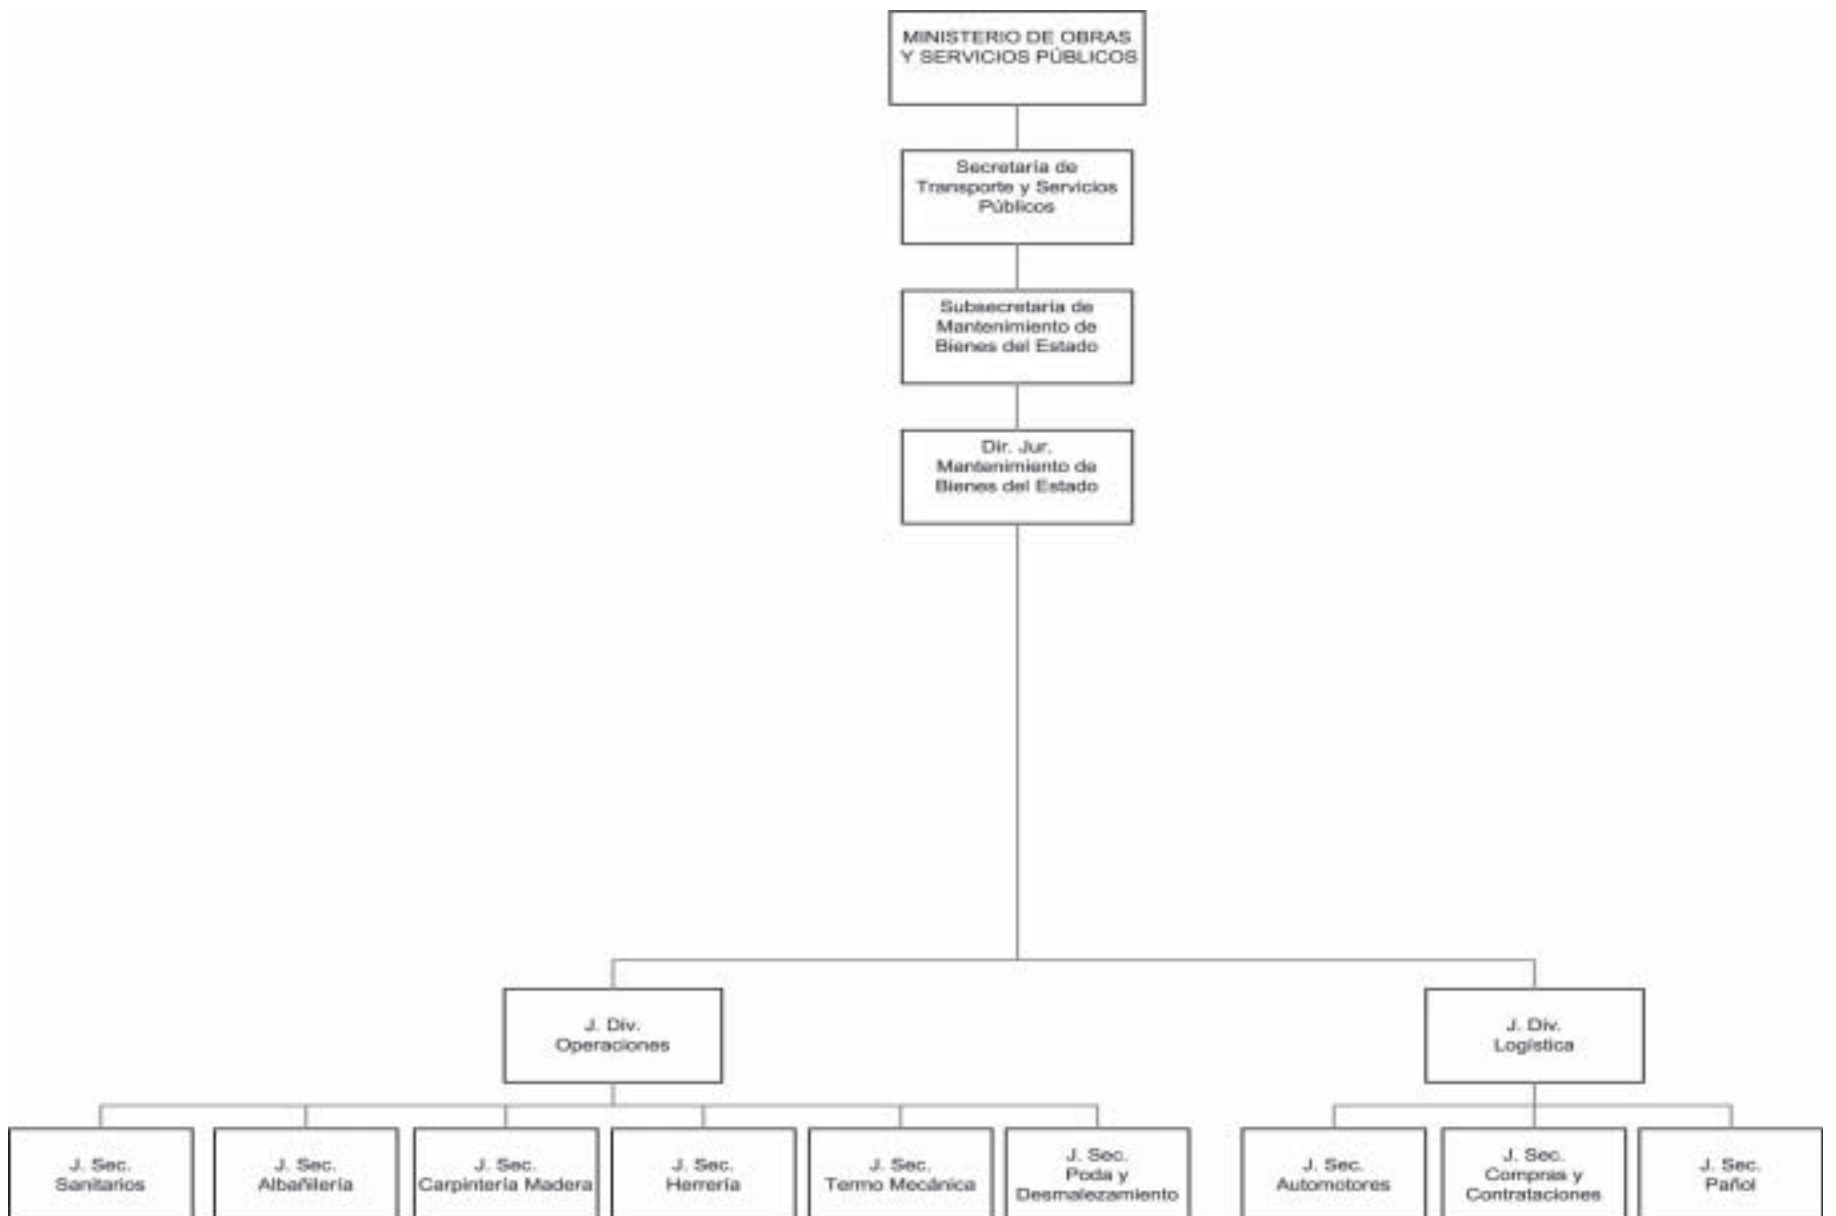 MINISTERIO DE OBRAS
Y SERVICIOS PÚBLICOS
Secretaría de
Transporte y Servicios
Públicos
Subsecretaría de
Mantenimiento de
Bienes del Estado
Dir. Jur.
Mantenimiento de
Bienes del Estado
J. Div.
Operaciones
J. Div.
Logística
J. Sec.
Sanitarios
J. Sec.
Albañilería
J. Sec.
Carpintería Madera
J. Sec.
Herrería
J. Sec.
Termo Mecánica
J. Sec.
Poda y
Desmalezamiento
J. Sec.
Automotores
J. Sec.
Compras y
Contrataciones
J. Sec.
Pañol